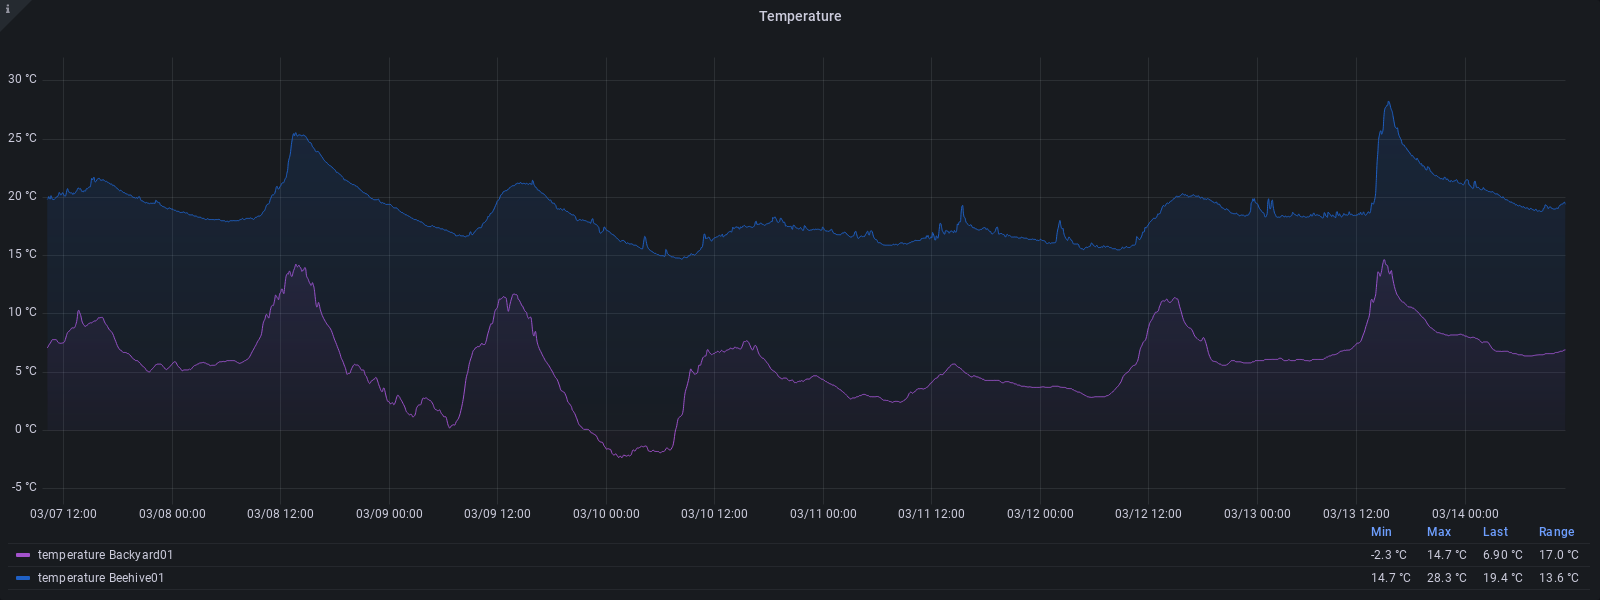 i
Temperature
30 °C
25 °C
20 °C
15 °C
10 °C
5 °C
0 °C
-5 °C
03/07 12:00 03/08 00:00 03/08 12:00 03/09 00:00 03/09 12:00 03/10 00:00 03/10 12:00 03/11 00:00 03/11 12:00 03/12 00:00 03/12 12:00 03/13 00:00 03/13 12:00 03/14 00:00
Min Max Last Range
temperature Backyard01 -2.3 °C 14.7 °C 6.90 °C 17.0 °C
temperature Beehive01 14.7 °C 28.3 °C 19.4 °C 13.6 °C